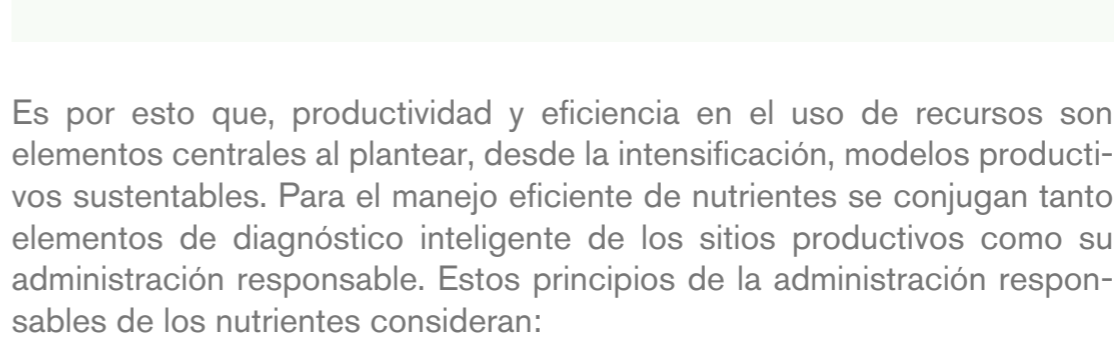 Es por esto que, productividad y eficiencia en el uso de recursos son
elementos centrales al plantear, desde la intensificación, modelos producti-
vos sustentables. Para el manejo eficiente de nutrientes se conjugan tanto
elementos de diagnóstico inteligente de los sitios productivos como su
administración responsable. Estos principios de la administración respon-
sables de los nutrientes consideran: